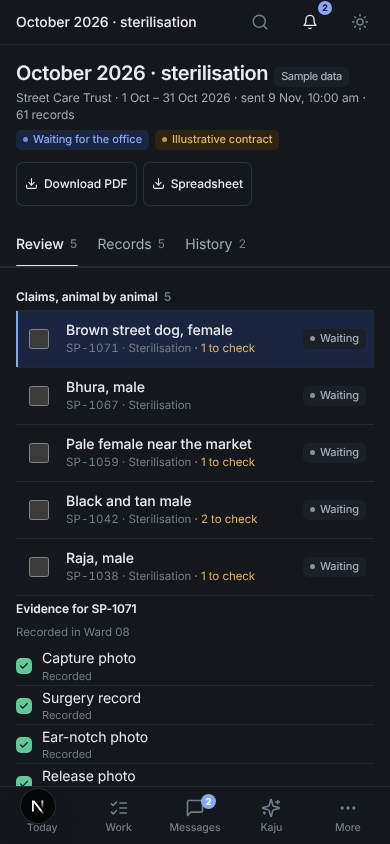 October 2026 · sterilisation
2
October 2026 · sterilisation
Sample data
Street Care Trust · 1 Oct – 31 Oct 2026 · sent 9 Nov, 10:00 am ·
61 records
Waiting for the office
Illustrative contract
Download PDF
Spreadsheet
Review 5
Records 5
History 2
Claims, animal by animal 5
Brown street dog, female
SP-1071 · Sterilisation · 1 to check
Waiting
Bhura, male
SP-1067 · Sterilisation
Waiting
Pale female near the market
SP-1059 · Sterilisation · 1 to check
Waiting
Black and tan male
SP-1042 · Sterilisation · 2 to check
Waiting
Raja, male
SP-1038 · Sterilisation · 1 to check
Waiting
Evidence for SP-1071
Recorded in Ward 08
Capture photo
Recorded
Surgery record
Recorded
Ear-notch photo
Recorded
Release photo
N
2
Today
Work
Messages
Kaju
More